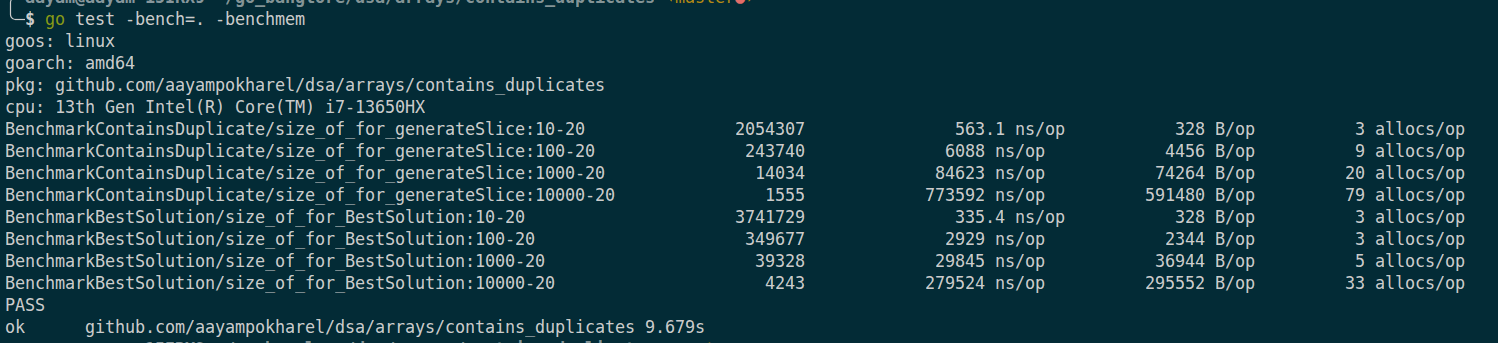 └─$ go test -bench=. -benchmem
goos: linux
goarch: amd64
pkg: github.com/aayampokharel/dsa/arrays/contains_duplicates
cpu: 13th Gen Intel(R) Core(TM) i7-13650HX
BenchmarkContainsDuplicate/size_of_for_generateSlice:10-20 2054307 563.1 ns/op 328 B/op 3 allocs/op
BenchmarkContainsDuplicate/size_of_for_generateSlice:100-20 243740 6088 ns/op 4456 B/op 9 allocs/op
BenchmarkContainsDuplicate/size_of_for_generateSlice:1000-20 14034 84623 ns/op 74264 B/op 20 allocs/op
BenchmarkContainsDuplicate/size_of_for_generateSlice:10000-20 1555 773592 ns/op 591480 B/op 79 allocs/op
BenchmarkBestSolution/size_of_for_BestSolution:10-20 3741729 335.4 ns/op 328 B/op 3 allocs/op
BenchmarkBestSolution/size_of_for_BestSolution:100-20 349677 2929 ns/op 2344 B/op 3 allocs/op
BenchmarkBestSolution/size_of_for_BestSolution:1000-20 39328 29845 ns/op 36944 B/op 5 allocs/op
BenchmarkBestSolution/size_of_for_BestSolution:10000-20 4243 279524 ns/op 295552 B/op 33 allocs/op
PASS
ok github.com/aayampokharel/dsa/arrays/contains_duplicates 9.679s